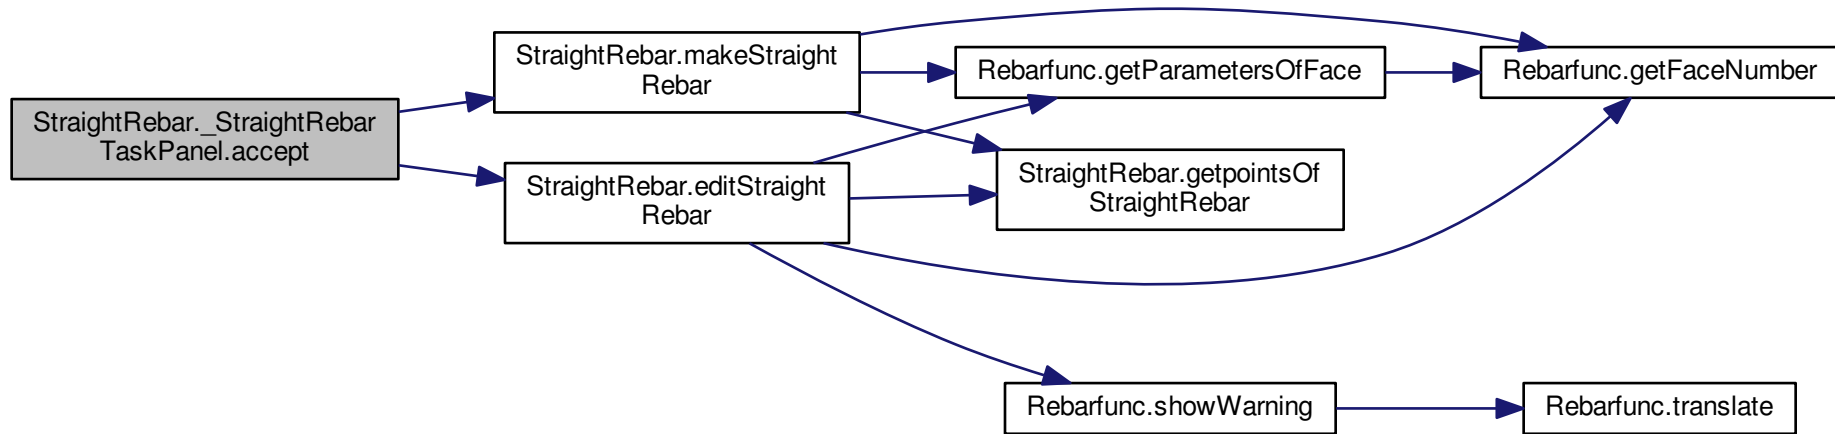 StraightRebar._StraightRebar
TaskPanel.accept
StraightRebar.makeStraight
Rebar
StraightRebar.editStraight
Rebar
Rebarfunc.getParametersOfFace
StraightRebar.getpointsOf
StraightRebar
Rebarfunc.showWarning
Rebarfunc.getFaceNumber
Rebarfunc.translate